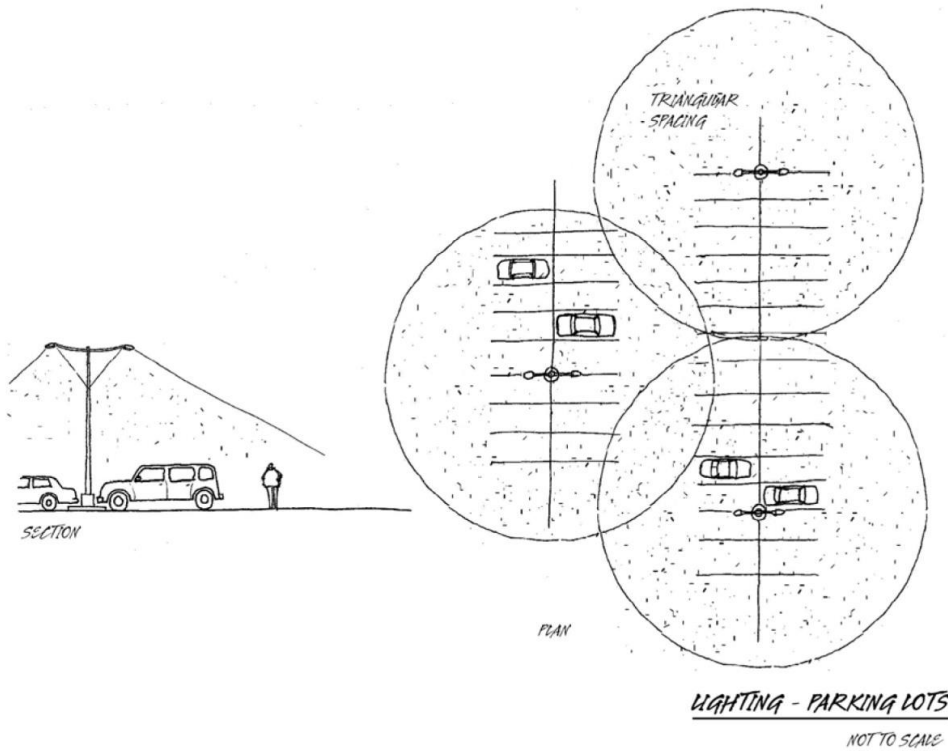 TRIANGULAR
SPACING
SECTION
PLAN
LIGHTING - PARKING LOTS
NOT TO SCALE